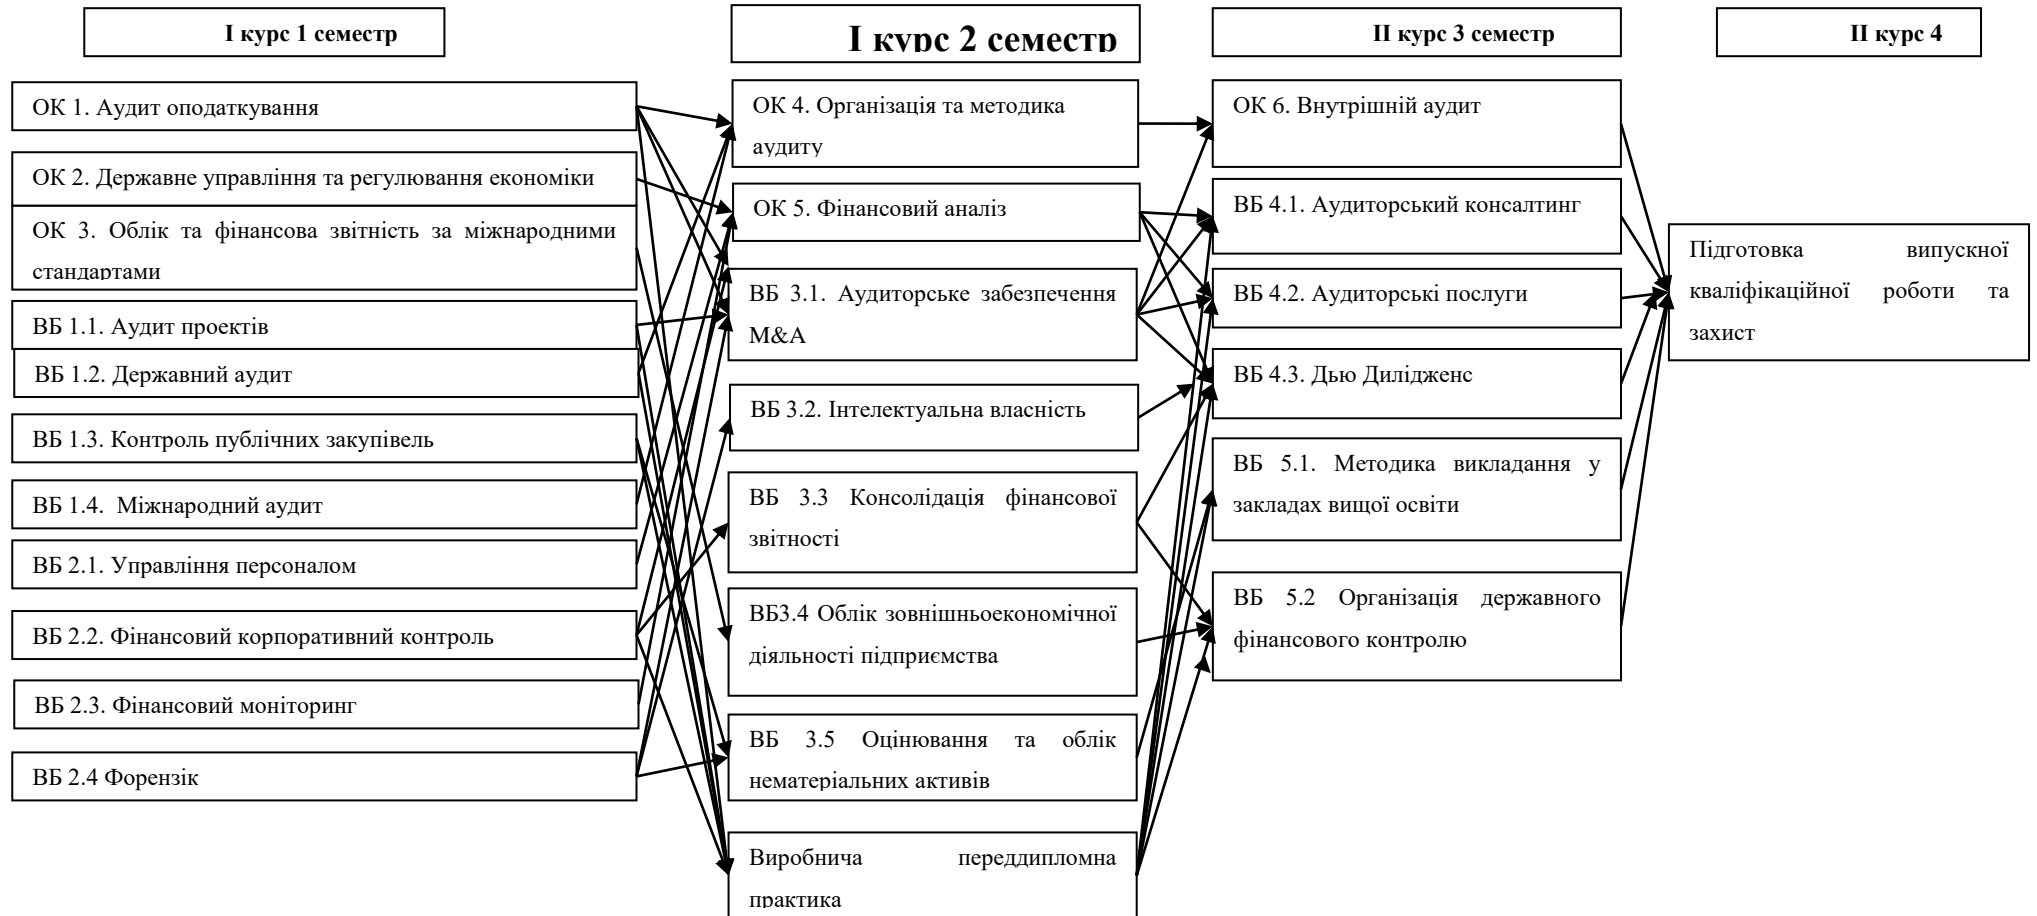 І курс 1 семестр
І курс 2 семестр
ІІ курс 3 семестр
ІІ курс 4
ОК 1. Аудит оподаткування
ОК 2. Державне управління та регулювання економіки
ОК 3. Облік та фінансова звітність за міжнародними
стандартами
ВБ 1.1. Аудит проектів
ВБ 1.2. Державний аудит
ВБ 1.3. Контроль публічних закупівель
ВБ 1.4. Міжнародний аудит
ВБ 2.1. Управління персоналом
ВБ 2.2. Фінансовий корпоративний контроль
ВБ 2.3. Фінансовий моніторинг
ВБ 2.4 Форензік
ОК 4. Організація та методика
аудиту
ОК 5. Фінансовий аналіз
ВБ 3.1. Аудиторське забезпечення
M&A
ВБ 3.2. Інтелектуальна власність
ВБ 3.3 Консолідація фінансової
звітності
ВБ3.4 Облік зовнішньоекономічної
діяльності підприємства
ВБ 3.5 Оцінювання та облік
нематеріальних активів
Виробнича переддипломна
практика
ОК 6. Внутрішній аудит
ВБ 4.1. Аудиторський консалтинг
ВБ 4.2. Аудиторські послуги
ВБ 4.3. Дью Дилідженс
ВБ 5.1. Методика викладання у
закладах вищої освіти
ВБ 5.2 Організація державного
фінансового контролю
Підготовка випускної
кваліфікаційної роботи та
захист